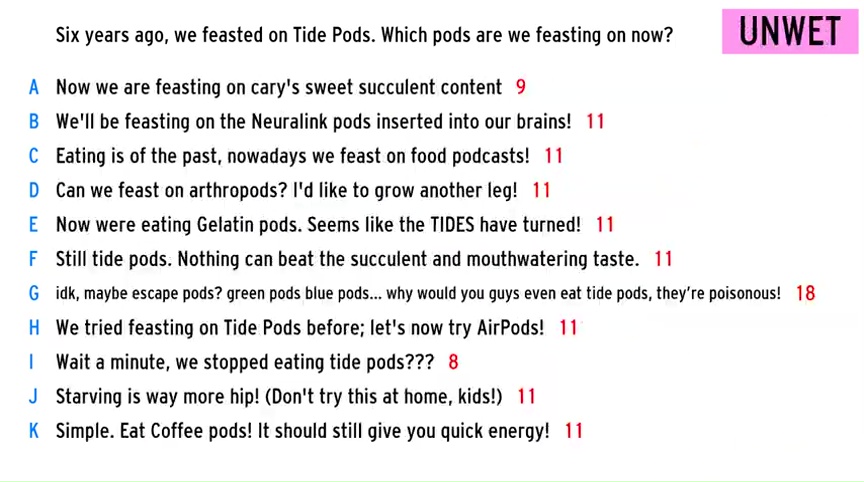 Six years ago, we feasted on Tide Pods. Which pods are we feasting on now?
UNWET
A Now we are feasting on cary's sweet succulent content 9
B We'll be feasting on the Neuralink pods inserted into our brains! 11
C Eating is of the past, nowadays we feast on food podcasts! 11
D Can we feast on arthropods? I'd like to grow another leg! 11
E Now were eating Gelatin pods. Seems like the TIDES have turned! 11
F Still tide pods. Nothing can beat the succulent and mouthwatering taste. 11
G idk, maybe escape pods? green pods blue pods... why would you guys even eat tide pods, they're poisonous! 18
H We tried feasting on Tide Pods before; let's now try AirPods! 11
I Wait a minute, we stopped eating tide pods??? 8
J Starving is way more hip! (Don't try this at home, kids!) 11
K Simple. Eat Coffee pods! It should still give you quick energy! 11